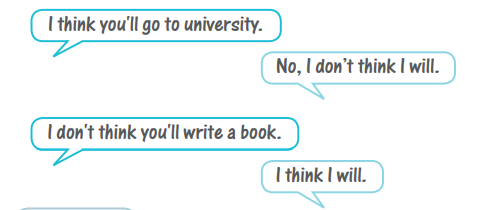 I think you'll go to university.
No, I don't think I will.
I don't think you'll write a book.
I think I will.